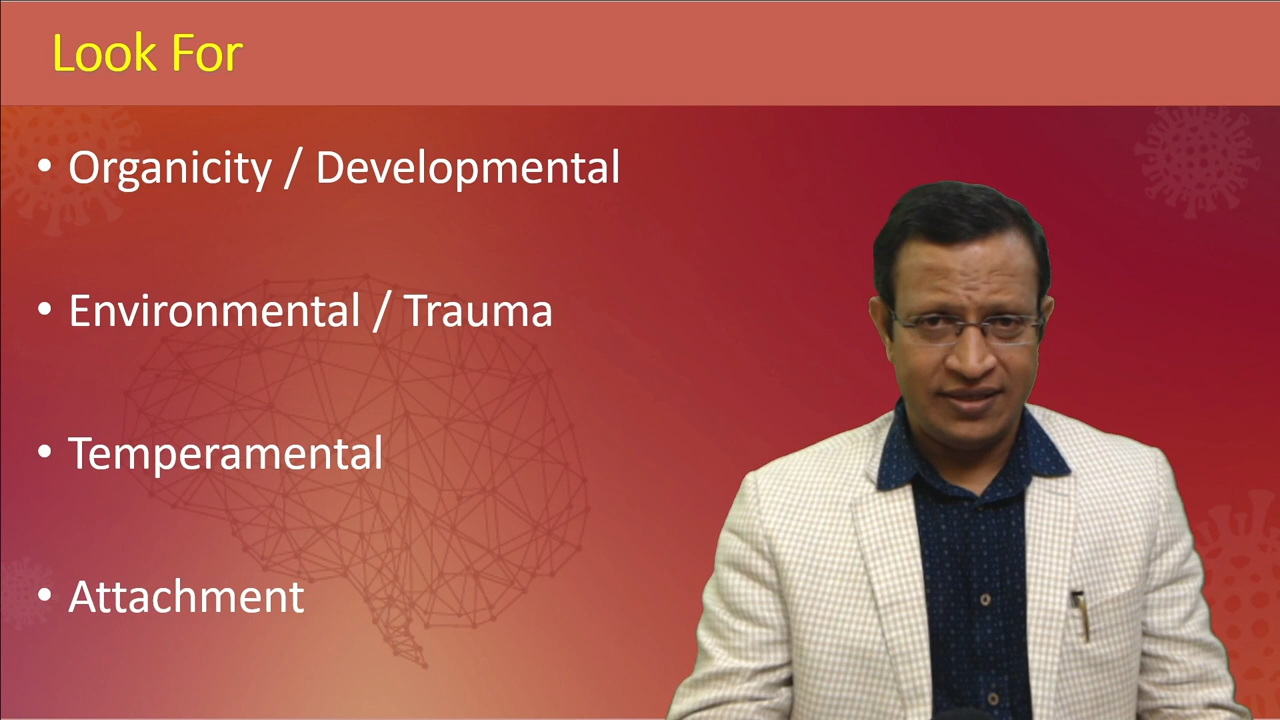 Look For
• Organicity / Developmental
• Environmental / Trauma
• Temperamental
• Attachment